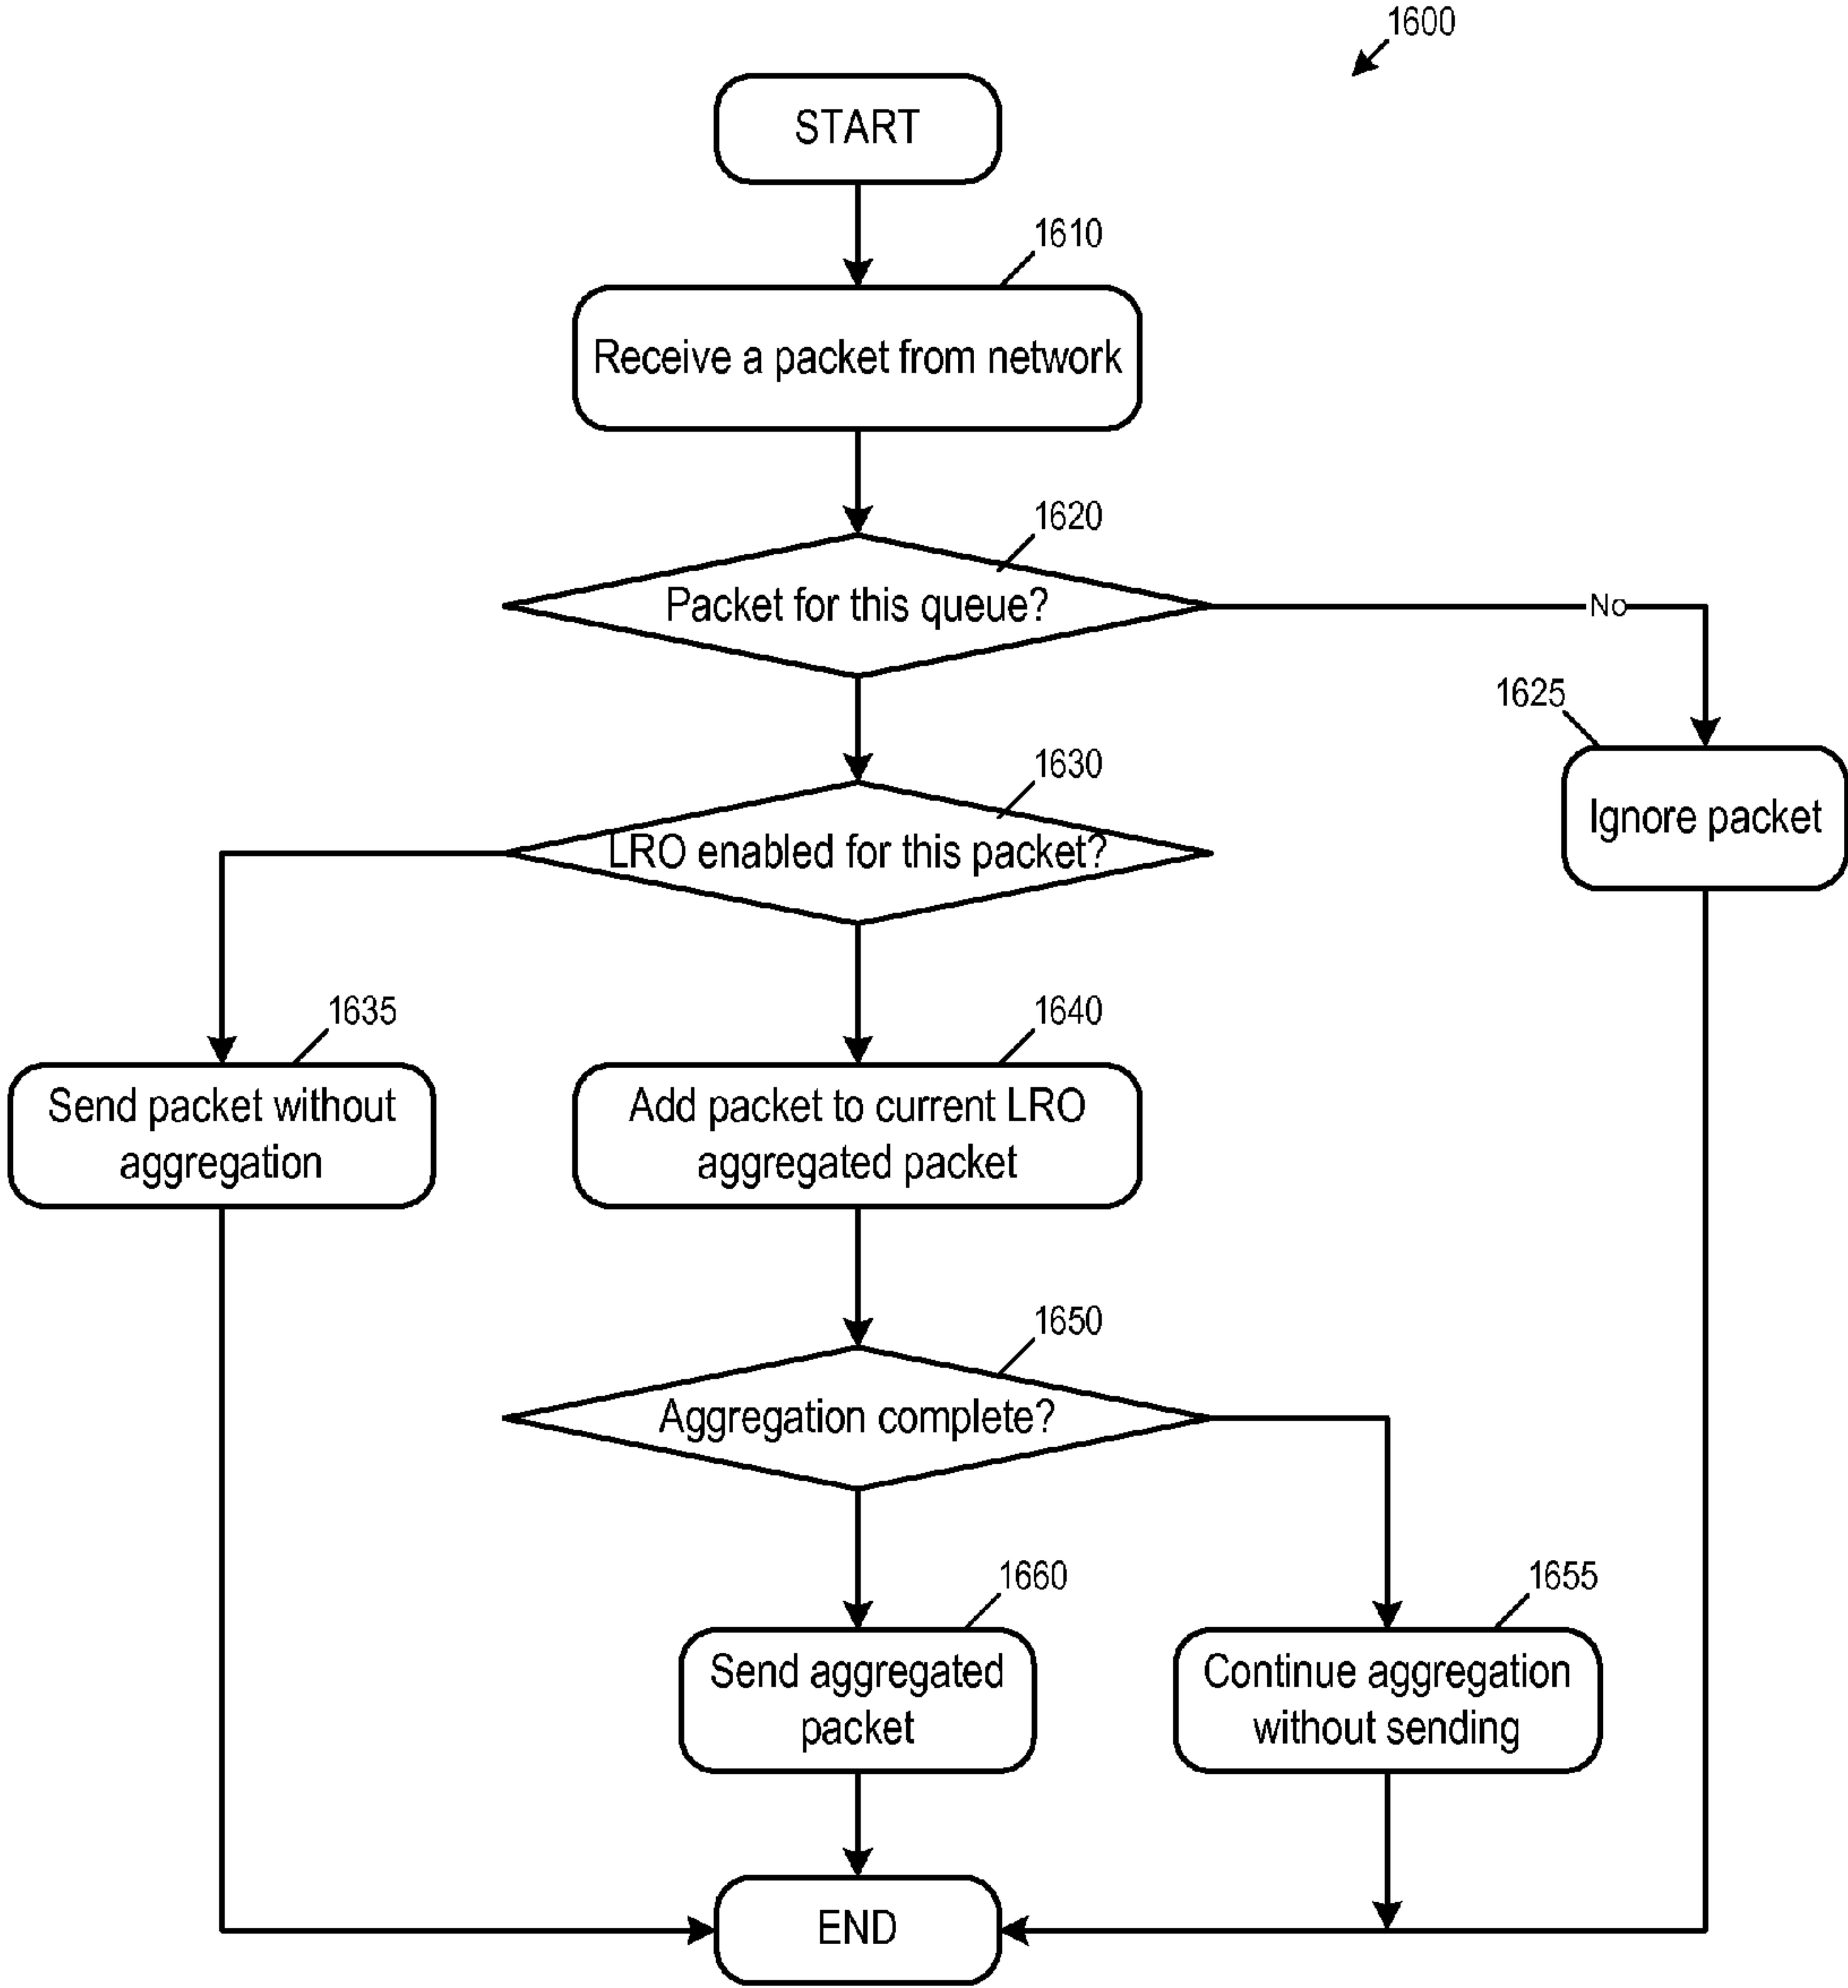 1600
START
1610
Receive a packet from network
1620
Packet for this queue?
No
1625
Ignore packet
1630
LRO enabled for this packet?
1635
Send packet without
aggregation
1640
Add packet to current LRO
aggregated packet
1650
Aggregation complete?
1660
Send aggregated
packet
1655
Continue aggregation
without sending
END